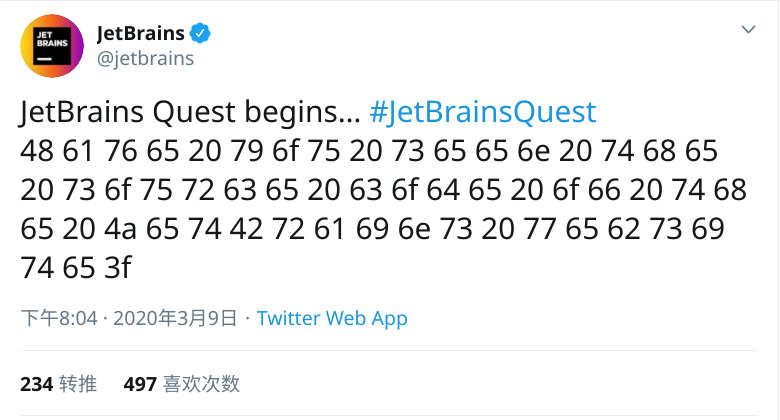 JET
BRAINS
JetBrains
@jetbrains
JetBrains Quest begins… #JetBrainsQuest
48 61 76 65 20 79 6f 75 20 73 65 65 6e 20 74 68 65
20 73 6f 75 72 63 65 20 63 6f 64 65 20 6f 66 20 74 68
65 20 4a 65 74 42 72 61 69 6e 73 20 77 65 62 73 69
74 65 3f
下午8:04 · 2020年3月9日 · Twitter Web App
234 转推 497 喜欢次数